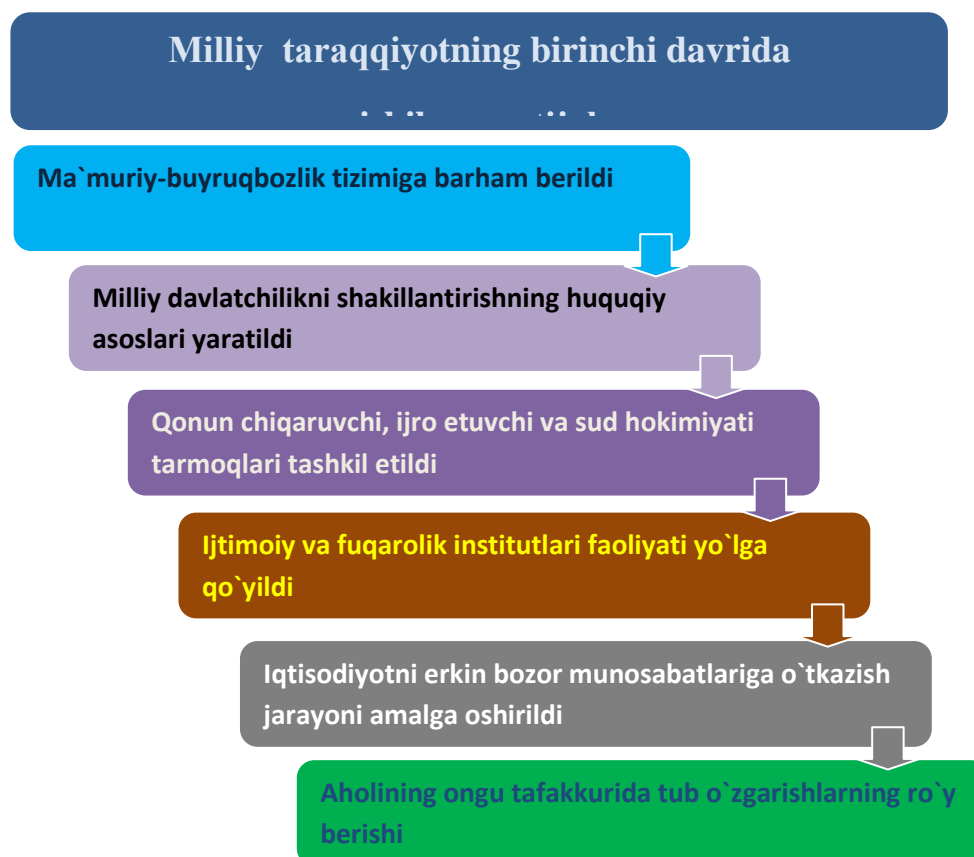 Milliy taraqqiyotning birinchi davrida
Ma`muriy-buyruqbozlik tizimiga barham berildi
Milliy davlatchilikni shakillantirishning huquqiy
asoslari yaratildi
Qonun chiqaruvchi, ijro etuvchi va sud hokimiyati
tarmoqlari tashkil etildi
Ijtimoiy va fuqarolik institutlari faoliyati yo`lga
qo`yildi
Iqtisodiyotni erkin bozor munosabatlariga o`tkazish
jarayoni amalga oshirildi
Aholining ongu tafakkurida tub o`zgarishlarning ro`y
berishi